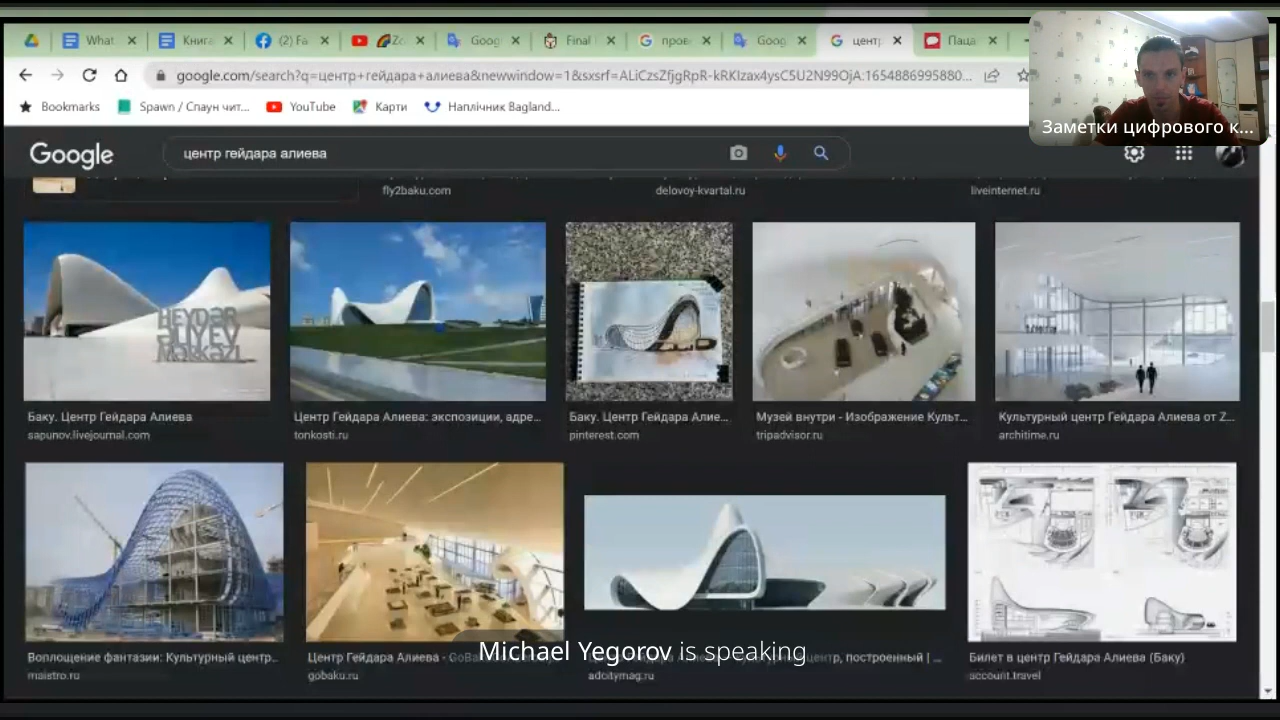 What
Книга
(2) Fa
Zo
Goog
Final
пров
Goog
центр
Паца
google.com/search?q=центр+гейдара+алиева&newwindow=1&sxsrf=ALiCzsZfjgRpR-kRKIzax4ysC5U2N99OjA:1654886995880...
Bookmarks
Spawn / Спаун чит...
YouTube
Карти
Наплічник Bagland...
Заметки цифрового к...
Google
центр гейдара алиева
fly2baku.com
delovoy-kvartal.ru
liveinternet.ru
HEYDƏR
ƏLİYEV
MƏRKƏZİ
Баку. Центр Гейдара Алиева
sapunov.livejournal.com
Центр Гейдара Алиева: экспозиции, адре...
tonkosti.ru
Баку. Центр Гейдара Алие...
pinterest.com
Музей внутри - Изображение Культ...
tripadvisor.ru
Культурный центр Гейдара Алиева от Z...
architime.ru
Воплощение фантазии: Культурный центр...
maistro.ru
Центр Гейдара Алиева -
gobaku.ru
центр, построенный | ...
adcitymag.ru
Билет в центр Гейдара Алиева (Баку)
account.travel
Michael Yegorov is speaking